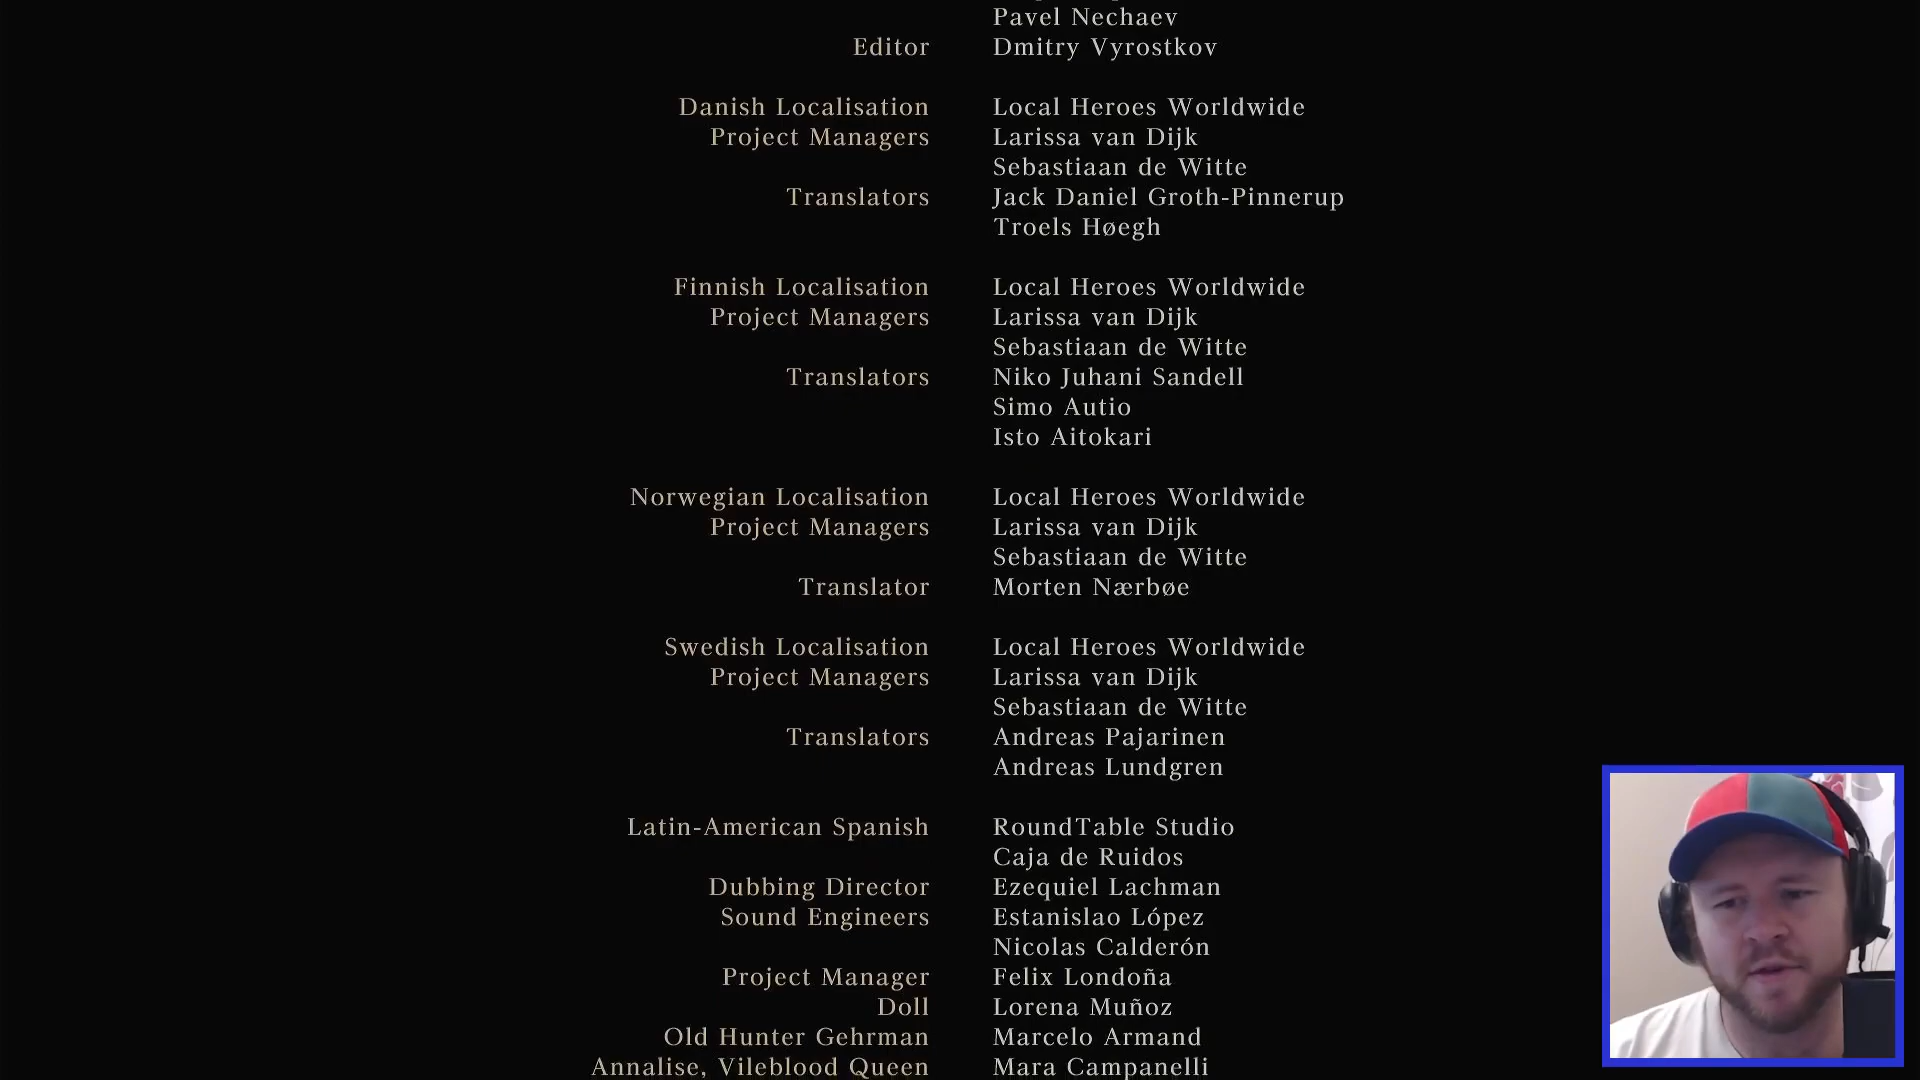 Pavel Nechaev
Editor Dmitry Vyrostkov
Danish Localisation Local Heroes Worldwide
Project Managers Larissa van Dijk
Sebastiaan de Witte
Translators Jack Daniel Groth-Pinnerup
Troels Høegh
Finnish Localisation Local Heroes Worldwide
Project Managers Larissa van Dijk
Sebastiaan de Witte
Translators Niko Juhani Sandell
Simo Autio
Isto Aitokari
Norwegian Localisation Local Heroes Worldwide
Project Managers Larissa van Dijk
Sebastiaan de Witte
Translator Morten Nærbøe
Swedish Localisation Local Heroes Worldwide
Project Managers Larissa van Dijk
Sebastiaan de Witte
Translators Andreas Pajarinen
Andreas Lundgren
Latin-American Spanish RoundTable Studio
Caja de Ruidos
Dubbing Director Ezequiel Lachman
Sound Engineers Estanislao López
Nicolas Calderón
Project Manager Felix Londoña
Doll Lorena Muñoz
Old Hunter Gehrman Marcelo Armand
Annalise, Vileblood Queen Mara Campanelli